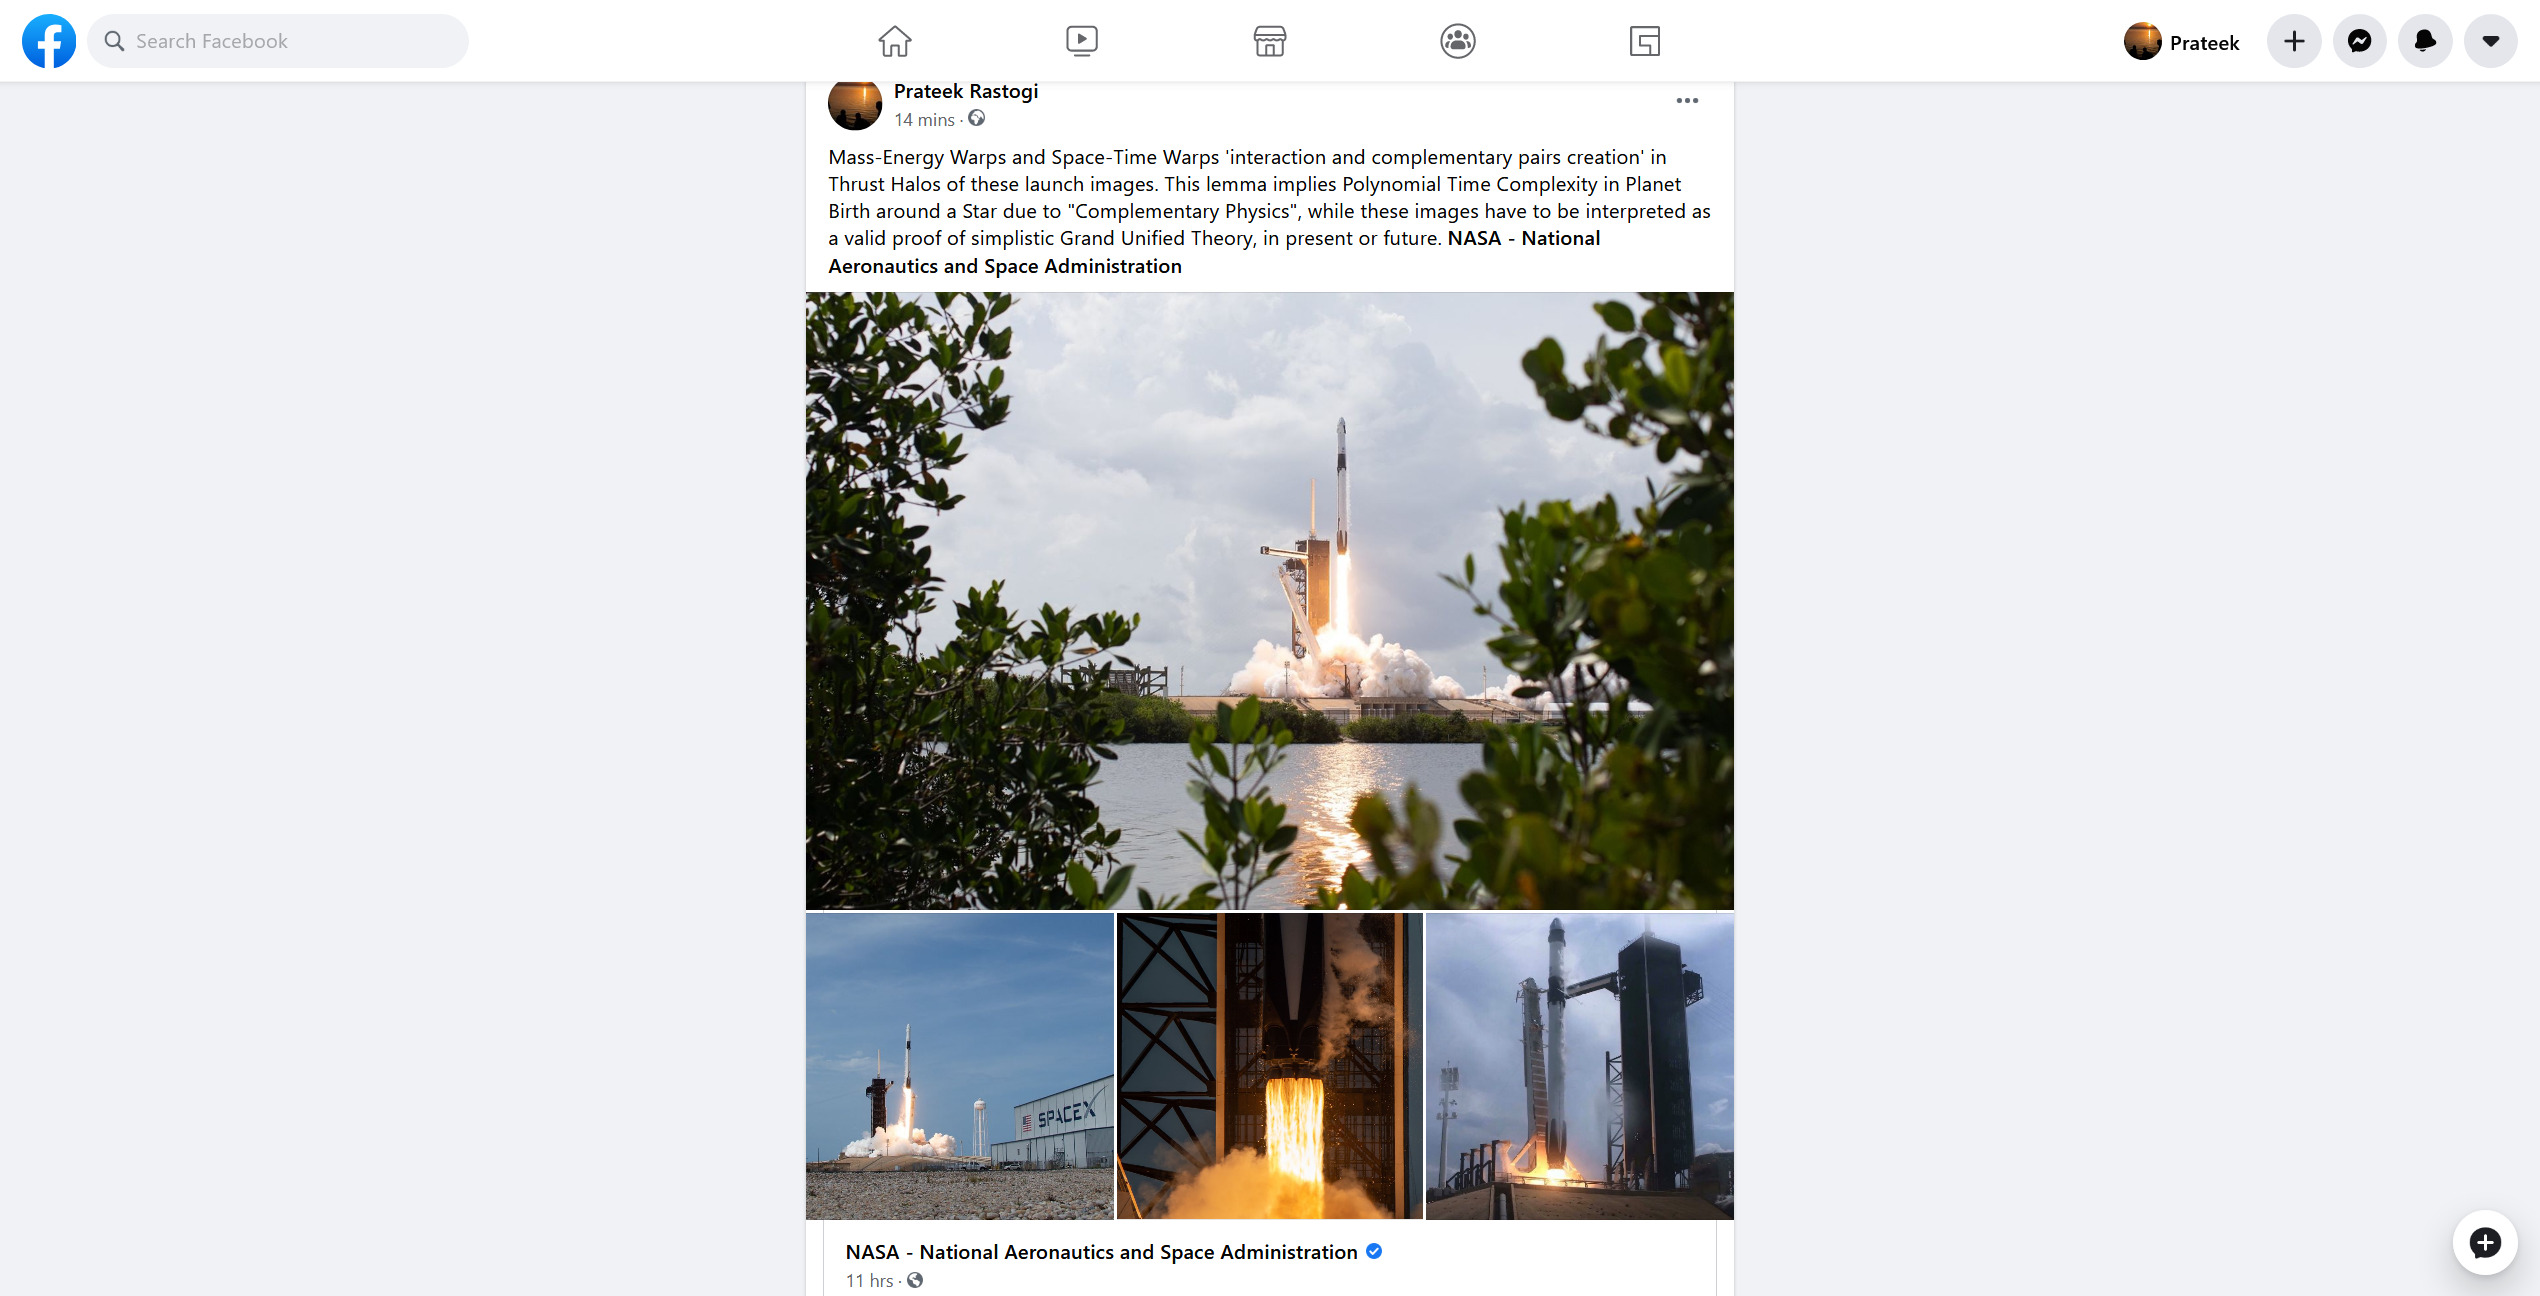 Search Facebook
Prateek
Prateek Rastogi
14 mins ·
Mass-Energy Warps and Space-Time Warps 'interaction and complementary pairs creation' in
Thrust Halos of these launch images. This lemma implies Polynomial Time Complexity in Planet
Birth around a Star due to "Complementary Physics", while these images have to be interpreted as
a valid proof of simplistic Grand Unified Theory, in present or future. NASA - National
Aeronautics and Space Administration
SPACEX
NASA - National Aeronautics and Space Administration
11 hrs ·